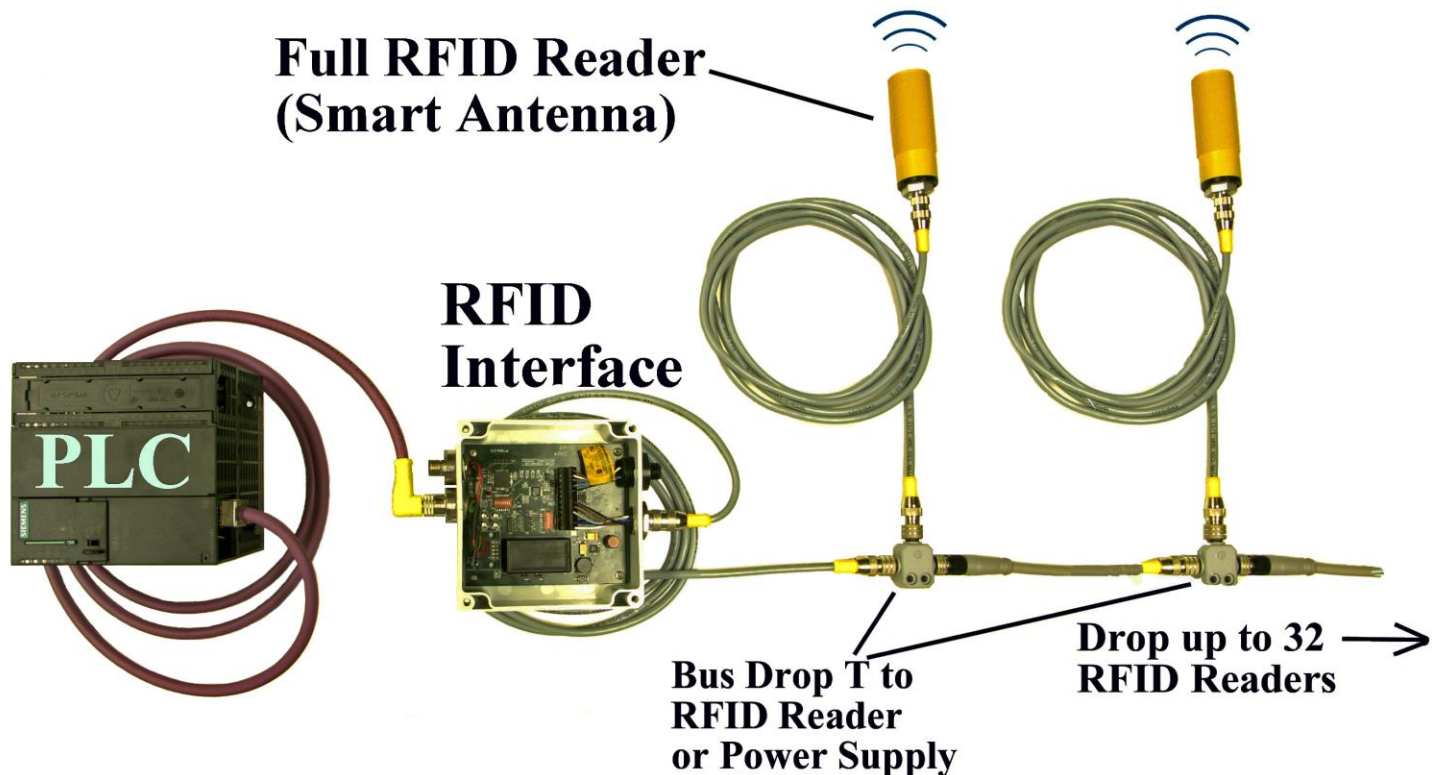 Full RFID Reader
(Smart Antenna)
RFID
Interface
PLC
SIEMENS
Bus Drop T to
RFID Reader
or Power Supply
Drop up to 32
RFID Readers